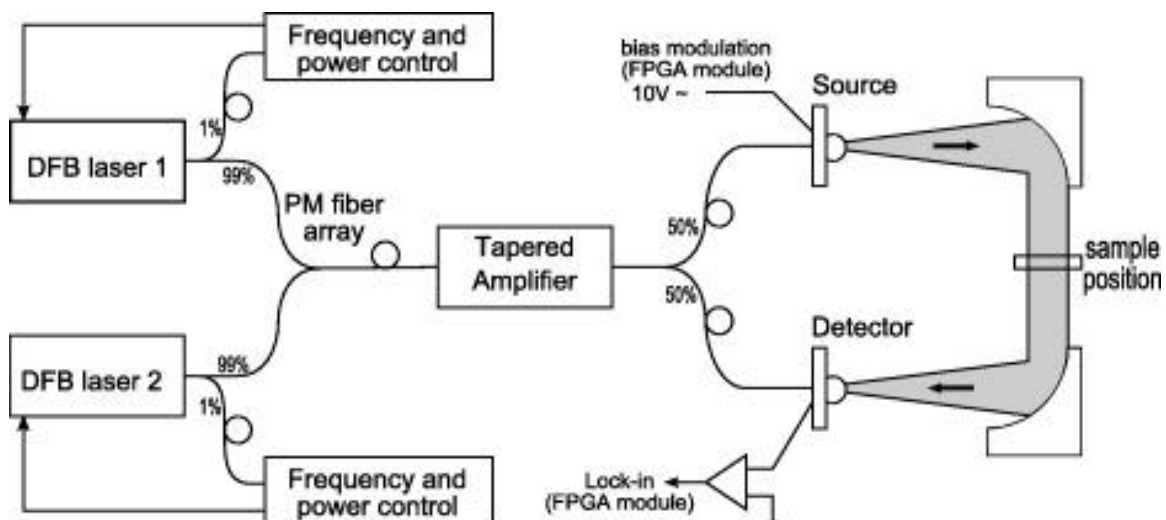 Frequency and
power control
1%
DFB laser 1
99%
PM fiber
array
Tapered
Amplifier
bias modulation
(FPGA module)
10V ~
Source
50%
50%
sample
position
Detector
DFB laser 2
99%
1%
Frequency and
power control
Lock-in
(FPGA module)